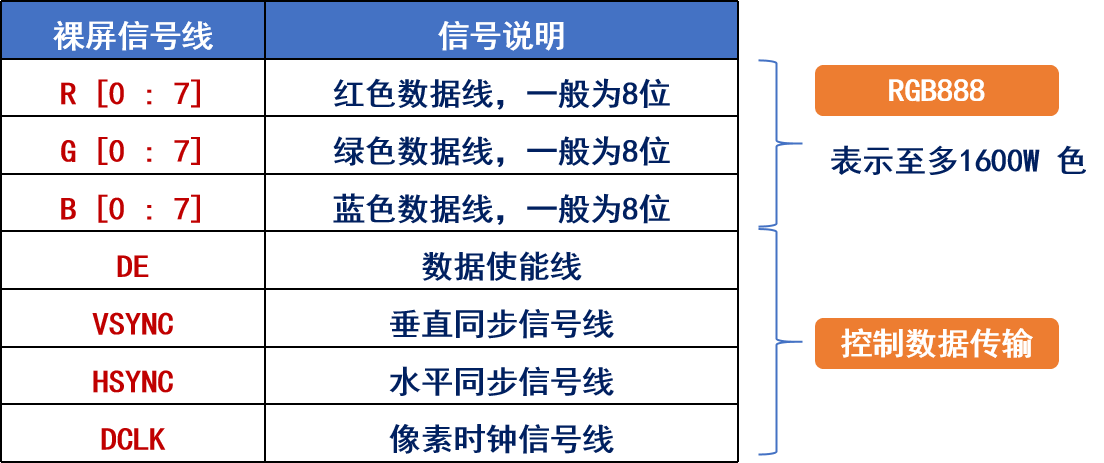 裸屏信号线 信号说明
R [0 : 7] 红色数据线，一般为8位
G [0 : 7] 绿色数据线，一般为8位
B [0 : 7] 蓝色数据线，一般为8位
DE 数据使能线
VSYNC 垂直同步信号线
HSYNC 水平同步信号线
DCLK 像素时钟信号线
RGB888
表示至多1600W 色
控制数据传输